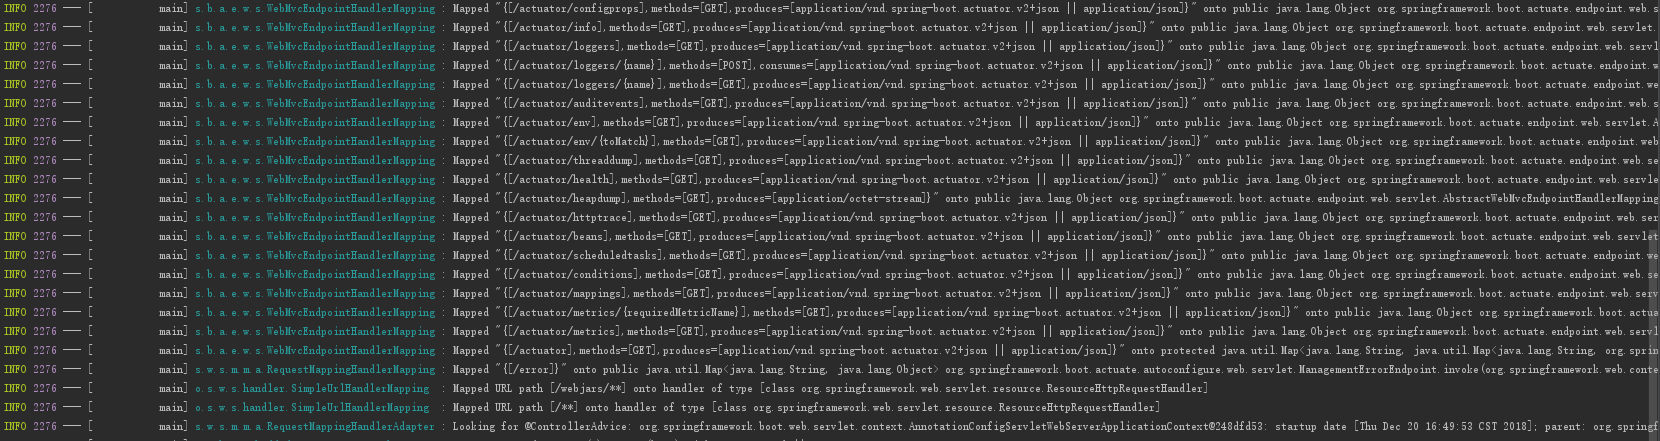 INFO 2276 --- [           main] s.b.a.e.w.s.WebMvcEndpointHandlerMapping : Mapped "{[/actuator/configprops],methods=[GET],produces=[application/vnd.spring-boot.actuator.v2+json || application/json]}" onto public java.lang.Object org.springframework.boot.actuate.endpoint.web.s
INFO 2276 --- [           main] s.b.a.e.w.s.WebMvcEndpointHandlerMapping : Mapped "{[/actuator/info],methods=[GET],produces=[application/vnd.spring-boot.actuator.v2+json || application/json]}" onto public java.lang.Object org.springframework.boot.actuate.endpoint.web.servlet.
INFO 2276 --- [           main] s.b.a.e.w.s.WebMvcEndpointHandlerMapping : Mapped "{[/actuator/loggers],methods=[GET],produces=[application/vnd.spring-boot.actuator.v2+json || application/json]}" onto public java.lang.Object org.springframework.boot.actuate.endpoint.web.servl
INFO 2276 --- [           main] s.b.a.e.w.s.WebMvcEndpointHandlerMapping : Mapped "{[/actuator/loggers/{name}],methods=[POST],consumes=[application/vnd.spring-boot.actuator.v2+json || application/json]}" onto public java.lang.Object org.springframework.boot.actuate.endpoint.w
INFO 2276 --- [           main] s.b.a.e.w.s.WebMvcEndpointHandlerMapping : Mapped "{[/actuator/loggers/{name}],methods=[GET],produces=[application/vnd.spring-boot.actuator.v2+json || application/json]}" onto public java.lang.Object org.springframework.boot.actuate.endpoint.we
INFO 2276 --- [           main] s.b.a.e.w.s.WebMvcEndpointHandlerMapping : Mapped "{[/actuator/auditevents],methods=[GET],produces=[application/vnd.spring-boot.actuator.v2+json || application/json]}" onto public java.lang.Object org.springframework.boot.actuate.endpoint.web.s
INFO 2276 --- [           main] s.b.a.e.w.s.WebMvcEndpointHandlerMapping : Mapped "{[/actuator/env],methods=[GET],produces=[application/vnd.spring-boot.actuator.v2+json || application/json]}" onto public java.lang.Object org.springframework.boot.actuate.endpoint.web.servlet.A
INFO 2276 --- [           main] s.b.a.e.w.s.WebMvcEndpointHandlerMapping : Mapped "{[/actuator/env/{toMatch}],methods=[GET],produces=[application/vnd.spring-boot.actuator.v2+json || application/json]}" onto public java.lang.Object org.springframework.boot.actuate.endpoint.web
INFO 2276 --- [           main] s.b.a.e.w.s.WebMvcEndpointHandlerMapping : Mapped "{[/actuator/threaddump],methods=[GET],produces=[application/vnd.spring-boot.actuator.v2+json || application/json]}" onto public java.lang.Object org.springframework.boot.actuate.endpoint.web.se
INFO 2276 --- [           main] s.b.a.e.w.s.WebMvcEndpointHandlerMapping : Mapped "{[/actuator/health],methods=[GET],produces=[application/vnd.spring-boot.actuator.v2+json || application/json]}" onto public java.lang.Object org.springframework.boot.actuate.endpoint.web.servle
INFO 2276 --- [           main] s.b.a.e.w.s.WebMvcEndpointHandlerMapping : Mapped "{[/actuator/heapdump],methods=[GET],produces=[application/octet-stream]}" onto public java.lang.Object org.springframework.boot.actuate.endpoint.web.servlet.AbstractWebMvcEndpointHandlerMapping
INFO 2276 --- [           main] s.b.a.e.w.s.WebMvcEndpointHandlerMapping : Mapped "{[/actuator/httptrace],methods=[GET],produces=[application/vnd.spring-boot.actuator.v2+json || application/json]}" onto public java.lang.Object org.springframework.boot.actuate.endpoint.web.ser
INFO 2276 --- [           main] s.b.a.e.w.s.WebMvcEndpointHandlerMapping : Mapped "{[/actuator/beans],methods=[GET],produces=[application/vnd.spring-boot.actuator.v2+json || application/json]}" onto public java.lang.Object org.springframework.boot.actuate.endpoint.web.servlet
INFO 2276 --- [           main] s.b.a.e.w.s.WebMvcEndpointHandlerMapping : Mapped "{[/actuator/scheduledtasks],methods=[GET],produces=[application/vnd.spring-boot.actuator.v2+json || application/json]}" onto public java.lang.Object org.springframework.boot.actuate.endpoint.we
INFO 2276 --- [           main] s.b.a.e.w.s.WebMvcEndpointHandlerMapping : Mapped "{[/actuator/conditions],methods=[GET],produces=[application/vnd.spring-boot.actuator.v2+json || application/json]}" onto public java.lang.Object org.springframework.boot.actuate.endpoint.web.se
INFO 2276 --- [           main] s.b.a.e.w.s.WebMvcEndpointHandlerMapping : Mapped "{[/actuator/mappings],methods=[GET],produces=[application/vnd.spring-boot.actuator.v2+json || application/json]}" onto public java.lang.Object org.springframework.boot.actuate.endpoint.web.serv
INFO 2276 --- [           main] s.b.a.e.w.s.WebMvcEndpointHandlerMapping : Mapped "{[/actuator/metrics/{requiredMetricName}],methods=[GET],produces=[application/vnd.spring-boot.actuator.v2+json || application/json]}" onto public java.lang.Object org.springframework.boot.actua
INFO 2276 --- [           main] s.b.a.e.w.s.WebMvcEndpointHandlerMapping : Mapped "{[/actuator/metrics],methods=[GET],produces=[application/vnd.spring-boot.actuator.v2+json || application/json]}" onto public java.lang.Object org.springframework.boot.actuate.endpoint.web.servl
INFO 2276 --- [           main] s.b.a.e.w.s.WebMvcEndpointHandlerMapping : Mapped "{[/actuator],methods=[GET],produces=[application/vnd.spring-boot.actuator.v2+json || application/json]}" onto protected java.util.Map<java.lang.String, java.util.Map<java.lang.String, org.sprin
INFO 2276 --- [           main] s.w.s.m.m.a.RequestMappingHandlerMapping : Mapped "{[/error]}" onto public java.util.Map<java.lang.String, java.lang.Object> org.springframework.boot.actuate.autoconfigure.web.servlet.ManagementErrorEndpoint.invoke(org.springframework.web.conte
INFO 2276 --- [           main] o.s.w.s.handler.SimpleUrlHandlerMapping  : Mapped URL path [/webjars/**] onto handler of type [class org.springframework.web.servlet.resource.ResourceHttpRequestHandler]
INFO 2276 --- [           main] o.s.w.s.handler.SimpleUrlHandlerMapping  : Mapped URL path [/**] onto handler of type [class org.springframework.web.servlet.resource.ResourceHttpRequestHandler]
INFO 2276 --- [           main] s.w.s.m.m.a.RequestMappingHandlerAdapter : Looking for @ControllerAdvice: org.springframework.boot.web.servlet.context.AnnotationConfigServletWebServerApplicationContext@248dfd53: startup date [Thu Dec 20 16:49:53 CST 2018]; parent: org.springf